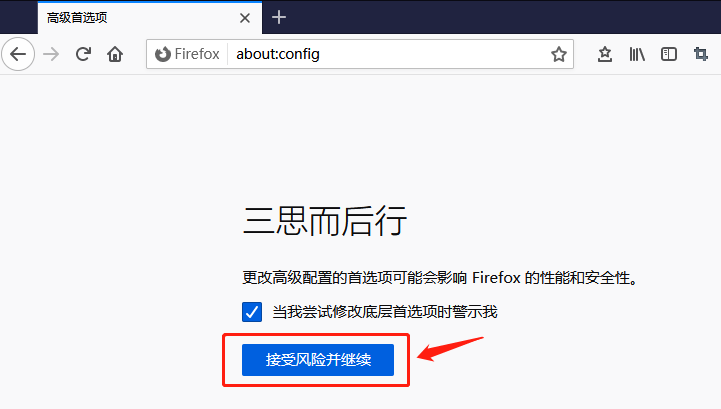 高级首选项
Firefox about:config
三思而后行
更改高级配置的首选项可能会影响 Firefox 的性能和安全性。
当我尝试修改底层首选项时警示我
接受风险并继续